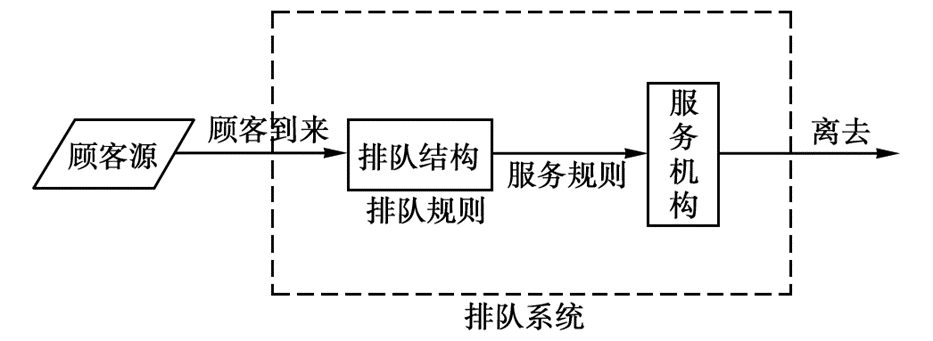 顾客源
顾客到来
排队结构
排队规则
服务规则
服务机构
离去
排队系统